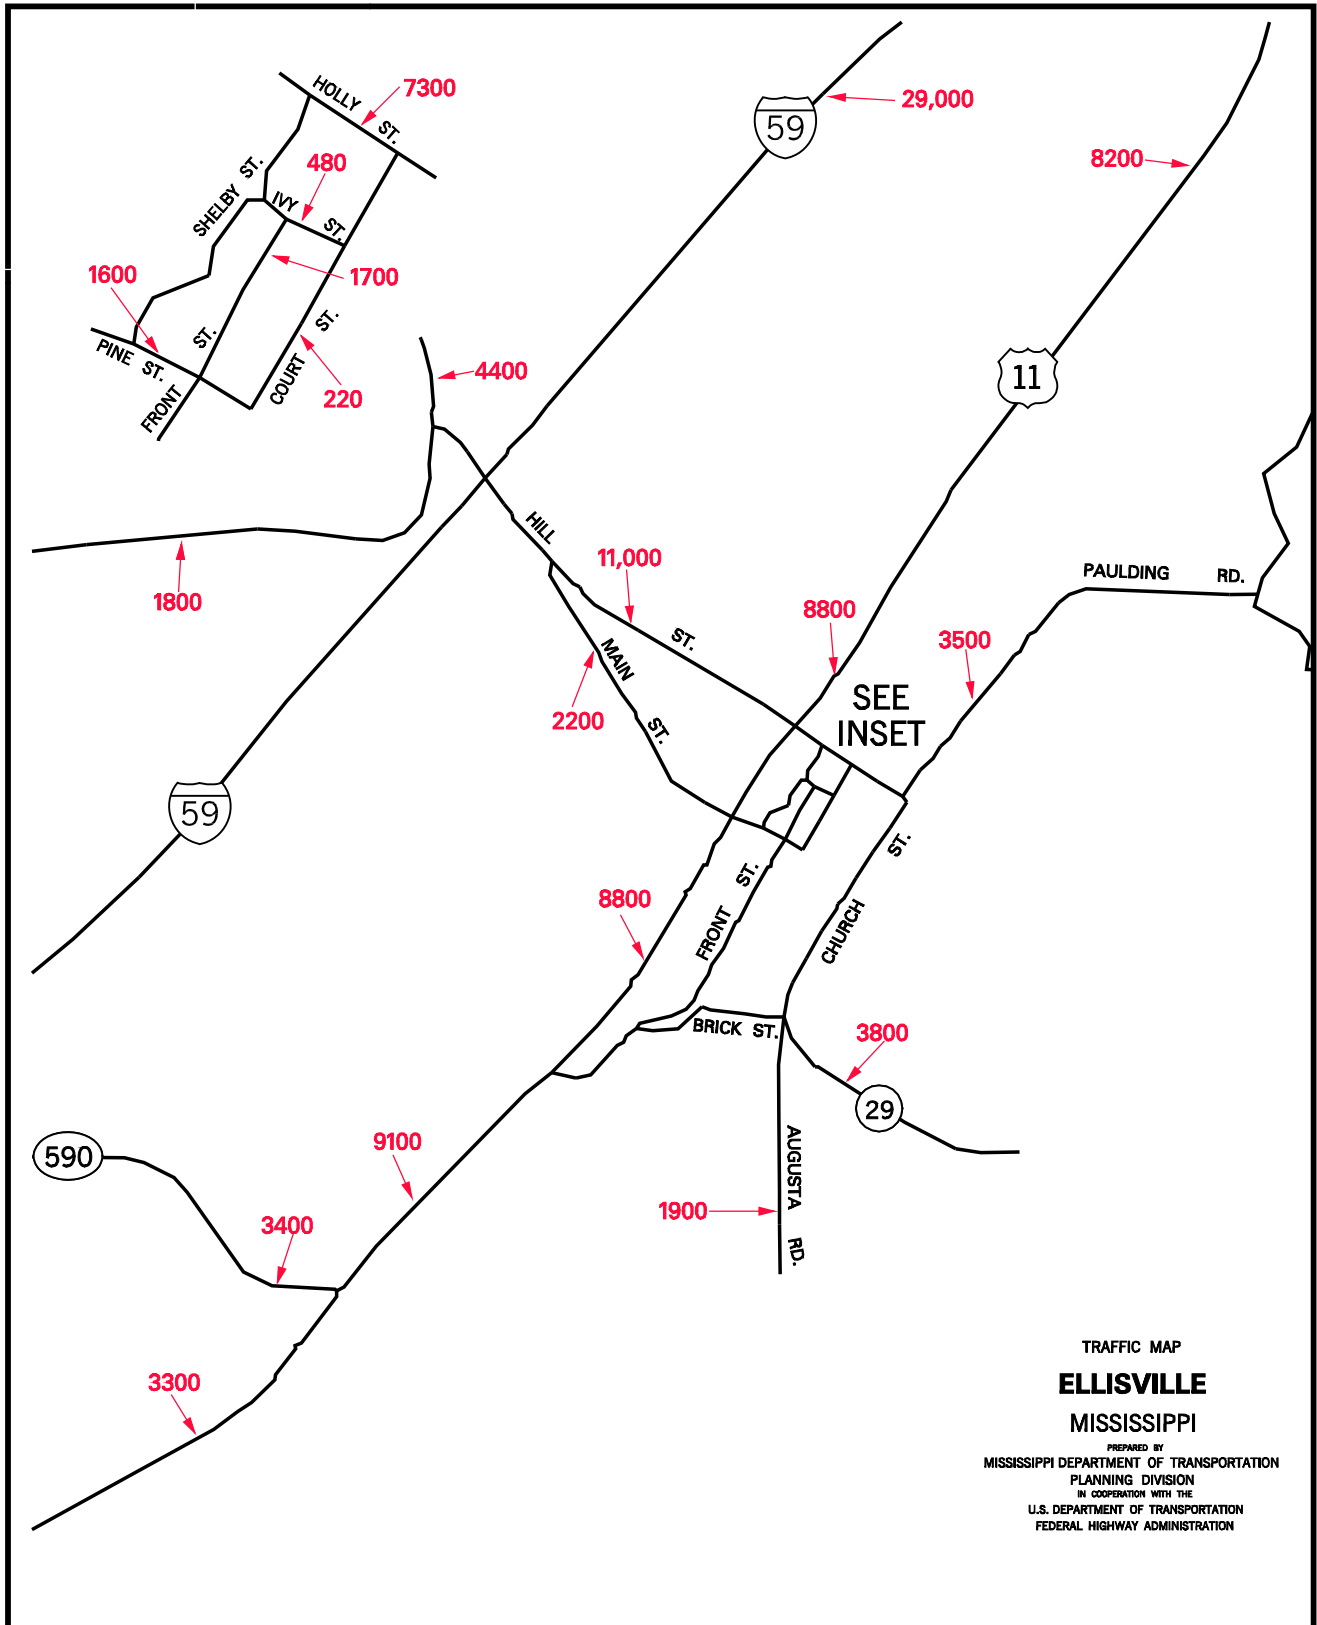 HOLLY ST.
7300
29,000
59
8200
480
SHELBY ST.
IVY ST.
1600
1700
PINE ST.
FRONT ST.
COURT ST.
220
4400
11
HILL ST.
11,000
1800
PAULDING RD.
8800
3500
MAIN ST.
2200
SEE
INSET
59
8800
FRONT ST.
CHURCH ST.
BRICK ST.
3800
29
590
9100
AUGUSTA RD.
1900
3400
3300
TRAFFIC MAP
ELLISVILLE
MISSISSIPPI
PREPARED BY
MISSISSIPPI DEPARTMENT OF TRANSPORTATION
PLANNING DIVISION
IN COOPERATION WITH THE
U.S. DEPARTMENT OF TRANSPORTATION
FEDERAL HIGHWAY ADMINISTRATION